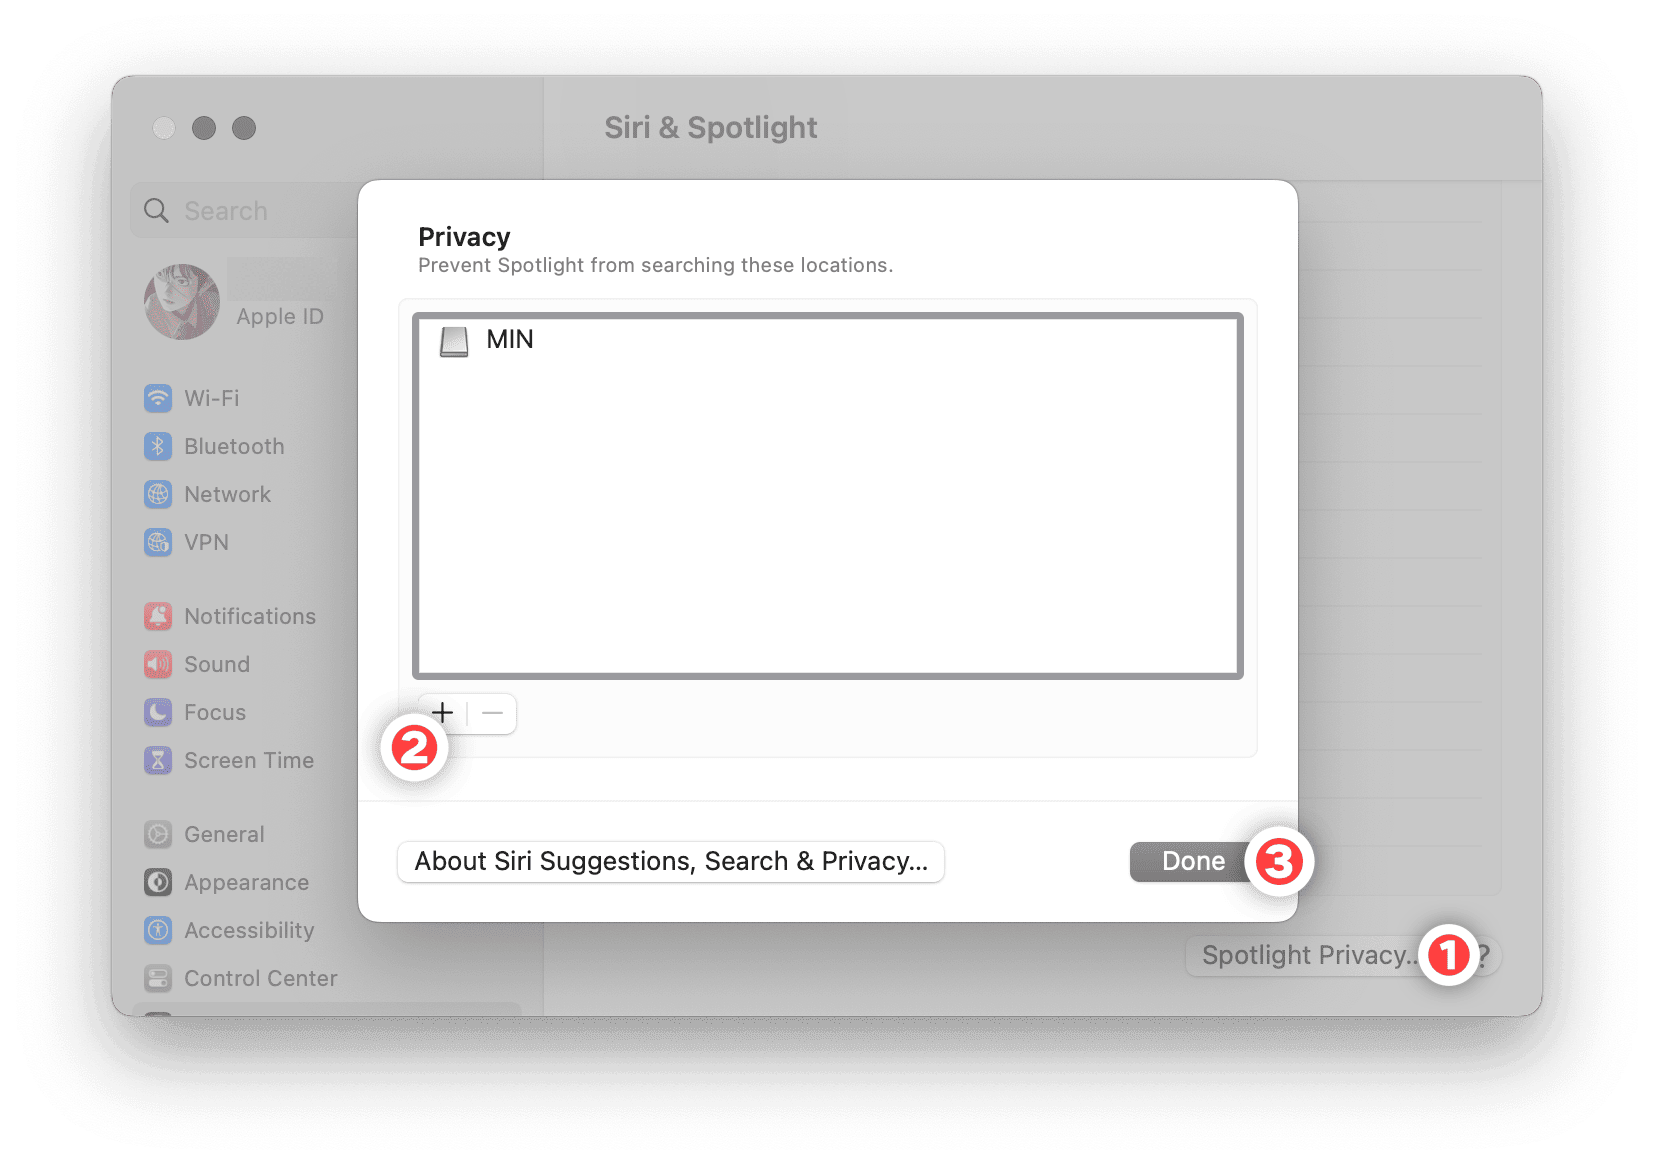 Siri & Spotlight
Search
Apple ID
Wi-Fi
Bluetooth
Network
VPN
Notifications
Sound
Focus
Screen Time
General
Appearance
Accessibility
Control Center
Privacy
Prevent Spotlight from searching these locations.
MIN
2
About Siri Suggestions, Search & Privacy...
Done
3
Spotlight Privacy..
1
?